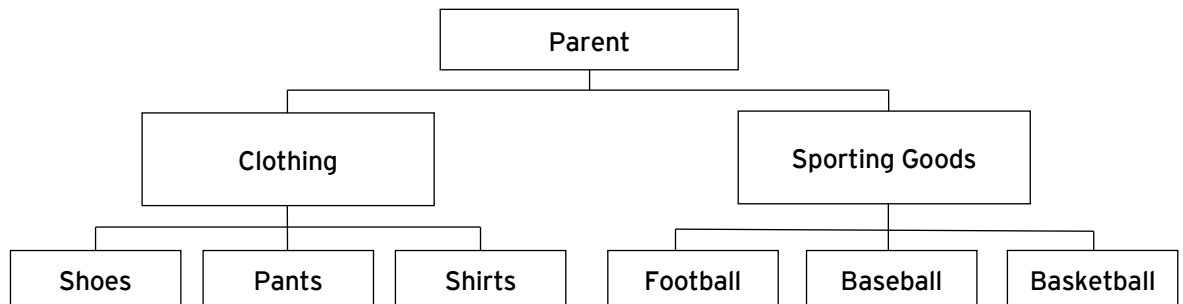 Parent
Clothing
Sporting Goods
Shoes
Pants
Shirts
Football
Baseball
Basketball